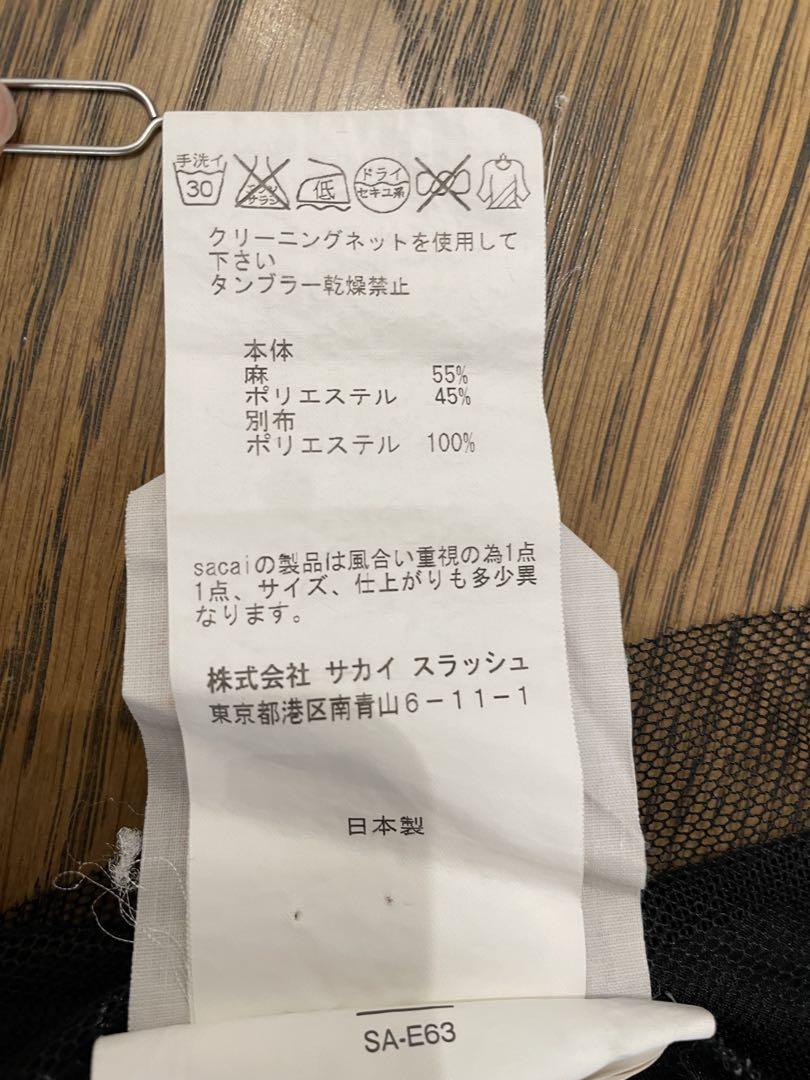 手洗イ
30
エンソ
サラシ
低
ドライ
セキユ系
クリーニングネットを使用して
下さい
タンブラー乾燥禁止
本体
麻 55%
ポリエステル 45%
別布
ポリエステル 100%
sacaiの製品は風合い重視の為1点
1点、サイズ、仕上がりも多少異
なります。
株式会社 サカイ スラッシュ
東京都港区南青山6-11-1
日本製
SA-E63